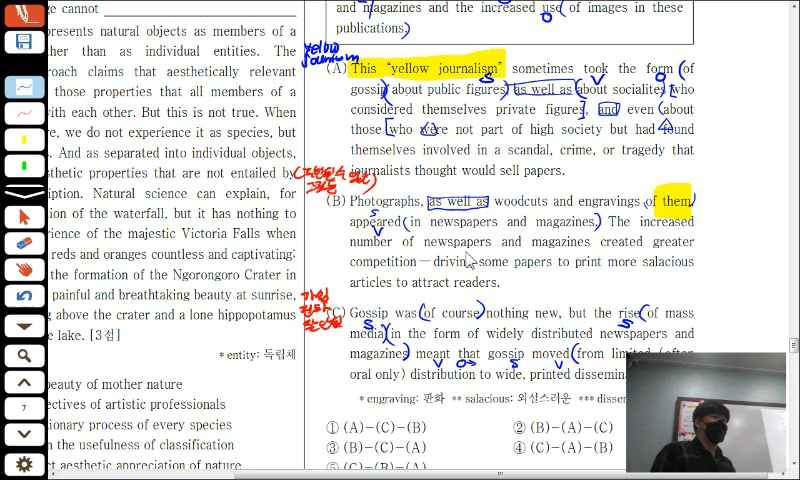 ge cannot
presents natural objects as members of a
ther than as individual entities. The
roach claims that aesthetically relevant
those properties that all members of a
with each other. But this is not true. When
e, we do not experience it as species, but
. And as separated into individual objects,
sthetic properties that are not entailed by
iption. Natural science can explain, for
ion of the waterfall, but it has nothing to
rience of the majestic Victoria Falls when
reds and oranges countless and captivating;
the formation of the Ngorongoro Crater in
painful and breathtaking beauty at sunrise,
g above the crater and a lone hippopotamus
e lake. [3점]
* entity: 독립체
beauty of mother nature
ectives of artistic professionals
tionary process of every species
n the usefulness of classification
ct aesthetic appreciation of nature
7
and magazines and the increased use of images in these
publications)
yellow
(A) This "yellow journalism" sometimes took the form (of
gossip (about public figures) as well as (about socialites [who
considered themselves private figures], and even (about
those [who were not part of high society but had found
themselves involved in a scandal, crime, or tragedy that
journalists thought would sell papers.
(B) Photographs, as well as woodcuts and engravings of them,
appeared (in newspapers and magazines.) The increased
number of newspapers and magazines created greater
competition—driving some papers to print more salacious
articles to attract readers.
(C) Gossip was (of course) nothing new, but the rise (of mass
media) (in the form of widely distributed newspapers and
magazines) meant that gossip moved (from limited (often
oral only) distribution to wide, printed dissemin
* engraving: 판화 ** salacious: 외설스러운 *** disse
① (A)-(C)-(B)
② (B)-(A)-(C)
③ (B)-(C)-(A)
④ (C)-(A)-(B)
⑤ (C)-(B)-(A)